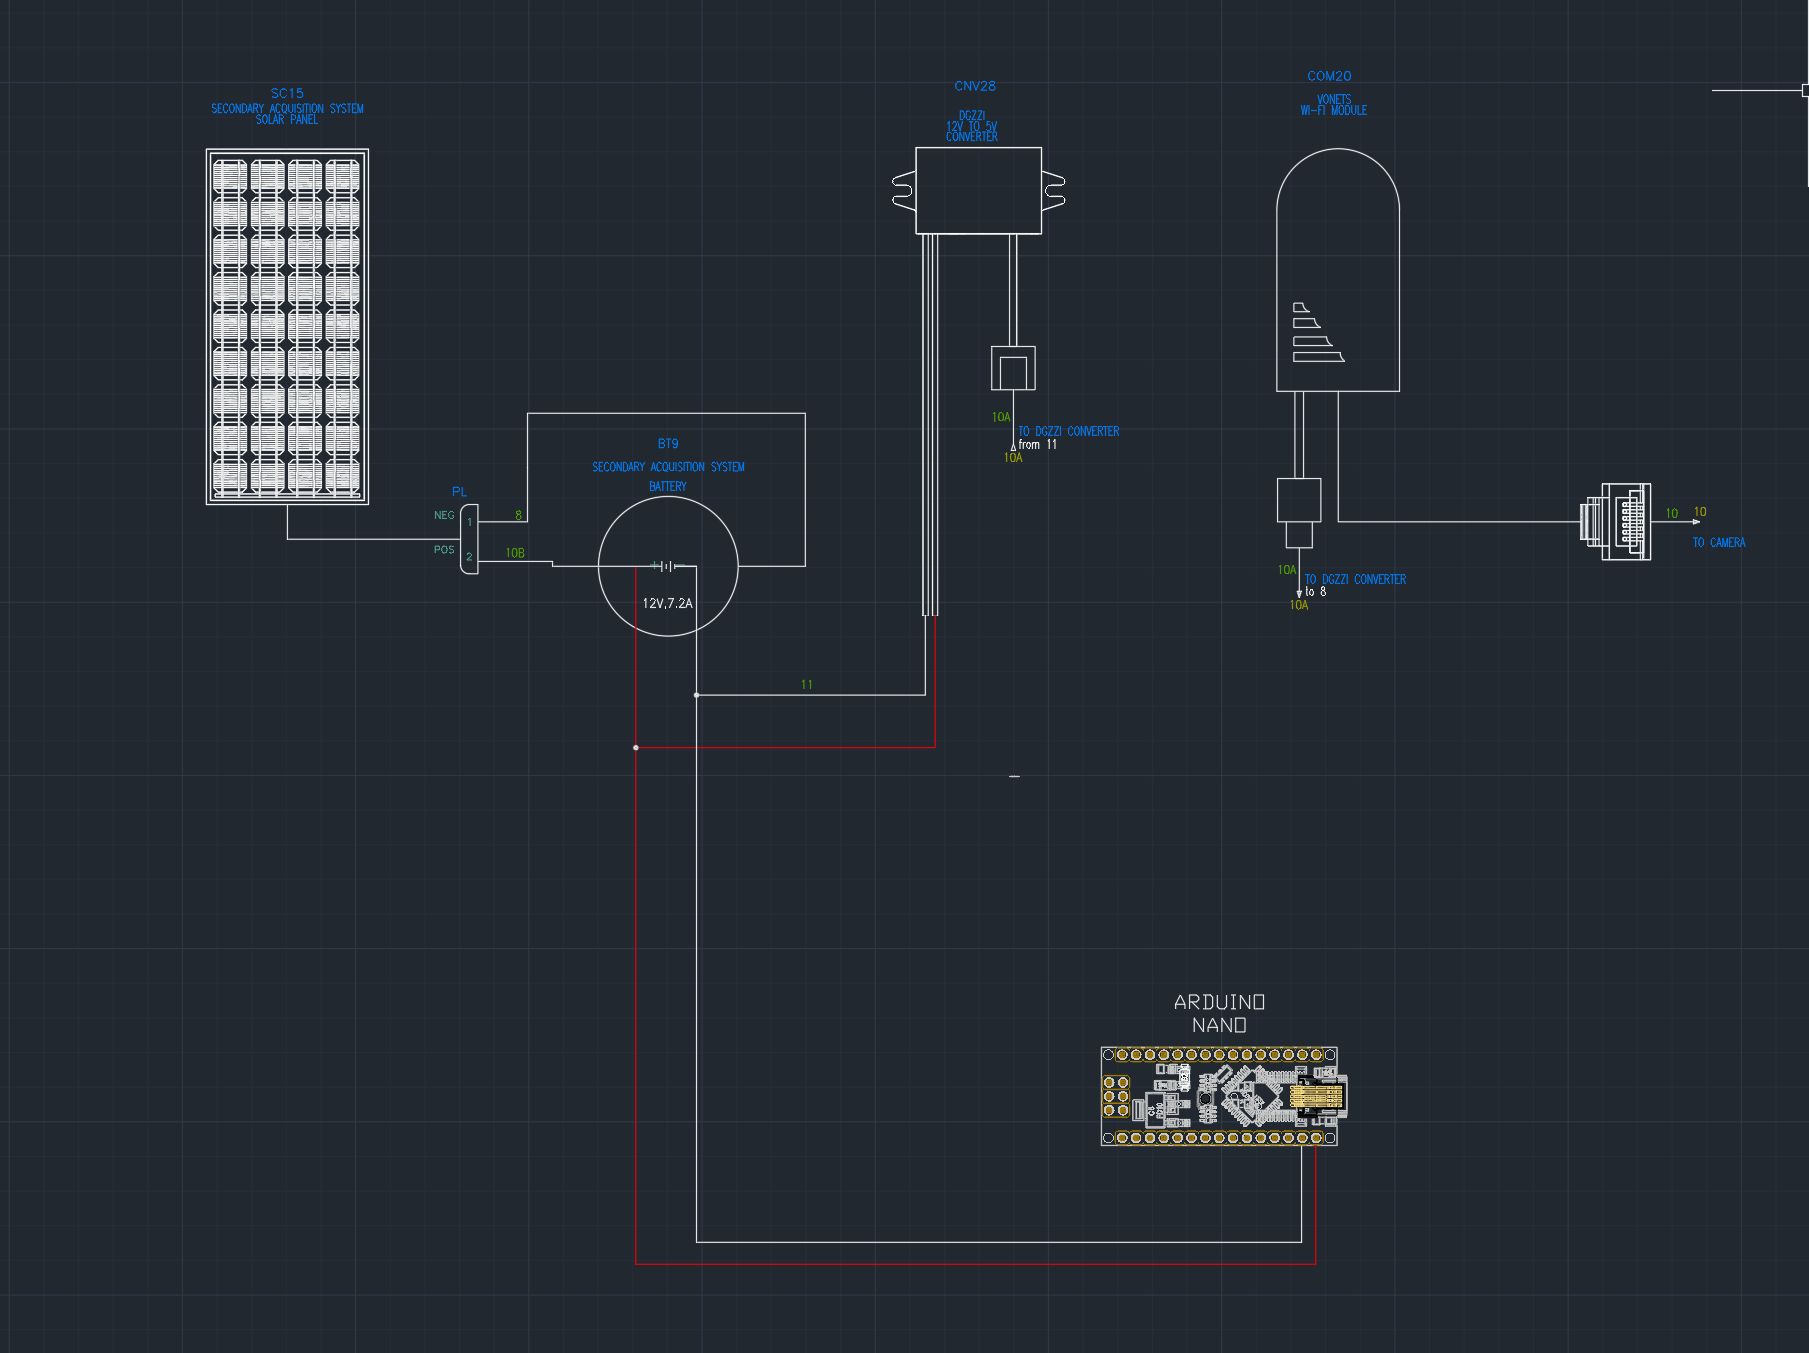 SC15
SECONDARY ACQUISITION SYSTEM
SOLAR PANEL
CNV28
DGZZI
12V TO 5V
CONVERTER
COM20
VONETS
WI-FI MODULE
10A
TO DGZZI CONVERTER
from 11
10A
BT9
SECONDARY ACQUISITION SYSTEM
BATTERY
PL
NEG
1
8
POS
2
10B
+
12V,7.2A
10
10
TO CAMERA
10A
TO DGZZI CONVERTER
to 8
10A
11
ARDUINO
NANO